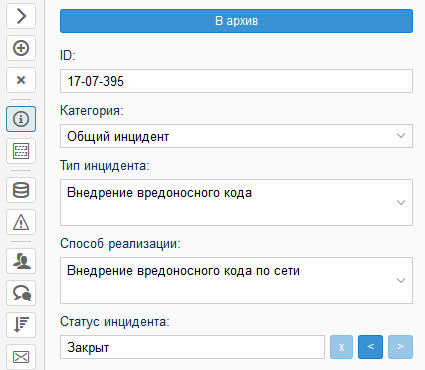 В архив
ID:
17-07-395
Категория:
Общий инцидент
Тип инцидента:
Внедрение вредоносного кода
Способ реализации:
Внедрение вредоносного кода по сети
Статус инцидента:
Закрыт x < >